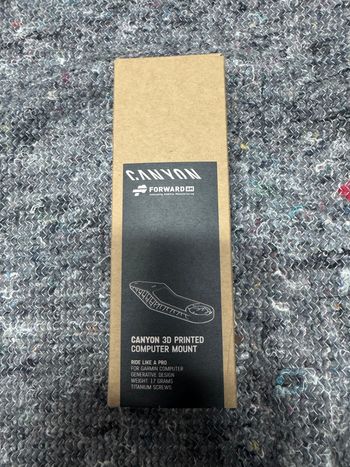 CANYON
FORWARD AM
CANYON 3D PRINTED
COMPUTER MOUNT
RIDE LIKE A PRO
FOR GARMIN COMPUTER
GENERATIVE DESIGN
WEIGHT: 17 GRAMS
TITANIUM SCREWS